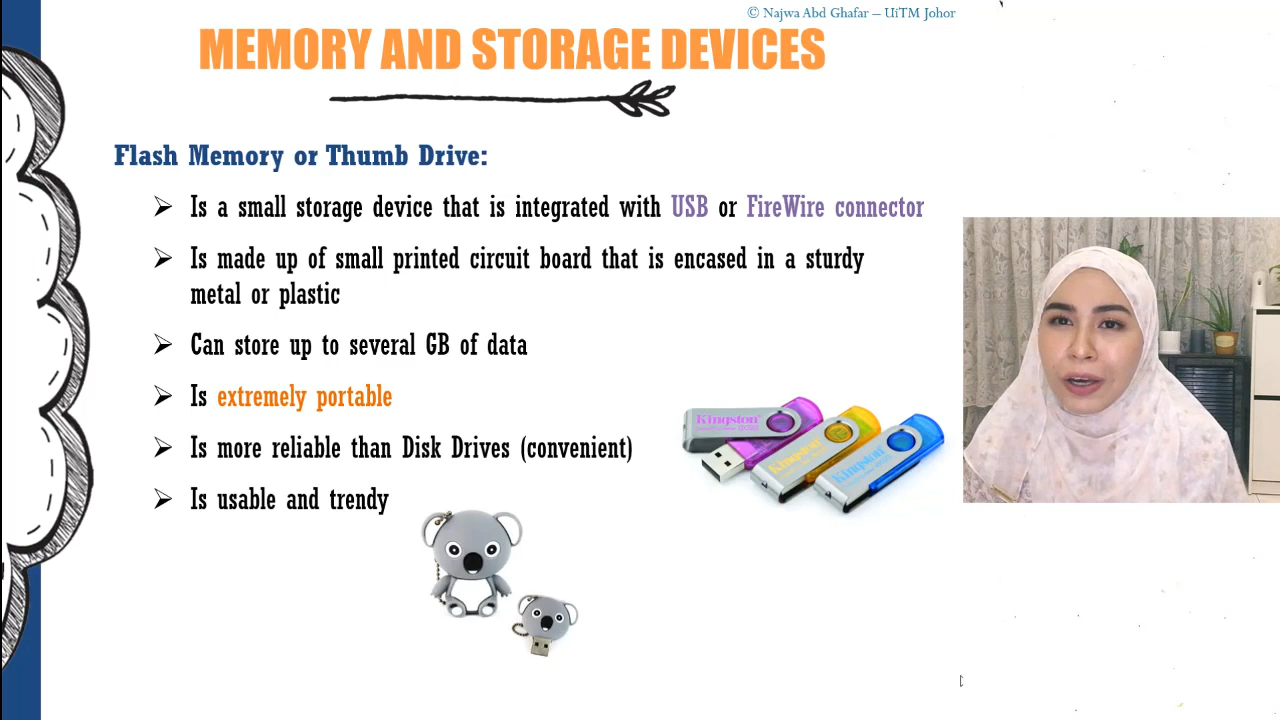 © Najwa Abd Ghafar – UiTM Johor
MEMORY AND STORAGE DEVICES
Flash Memory or Thumb Drive:
Is a small storage device that is integrated with USB or FireWire connector
Is made up of small printed circuit board that is encased in a sturdy
metal or plastic
Can store up to several GB of data
Is extremely portable
Is more reliable than Disk Drives (convenient)
Is usable and trendy
Kingston
Kingston
Kingston